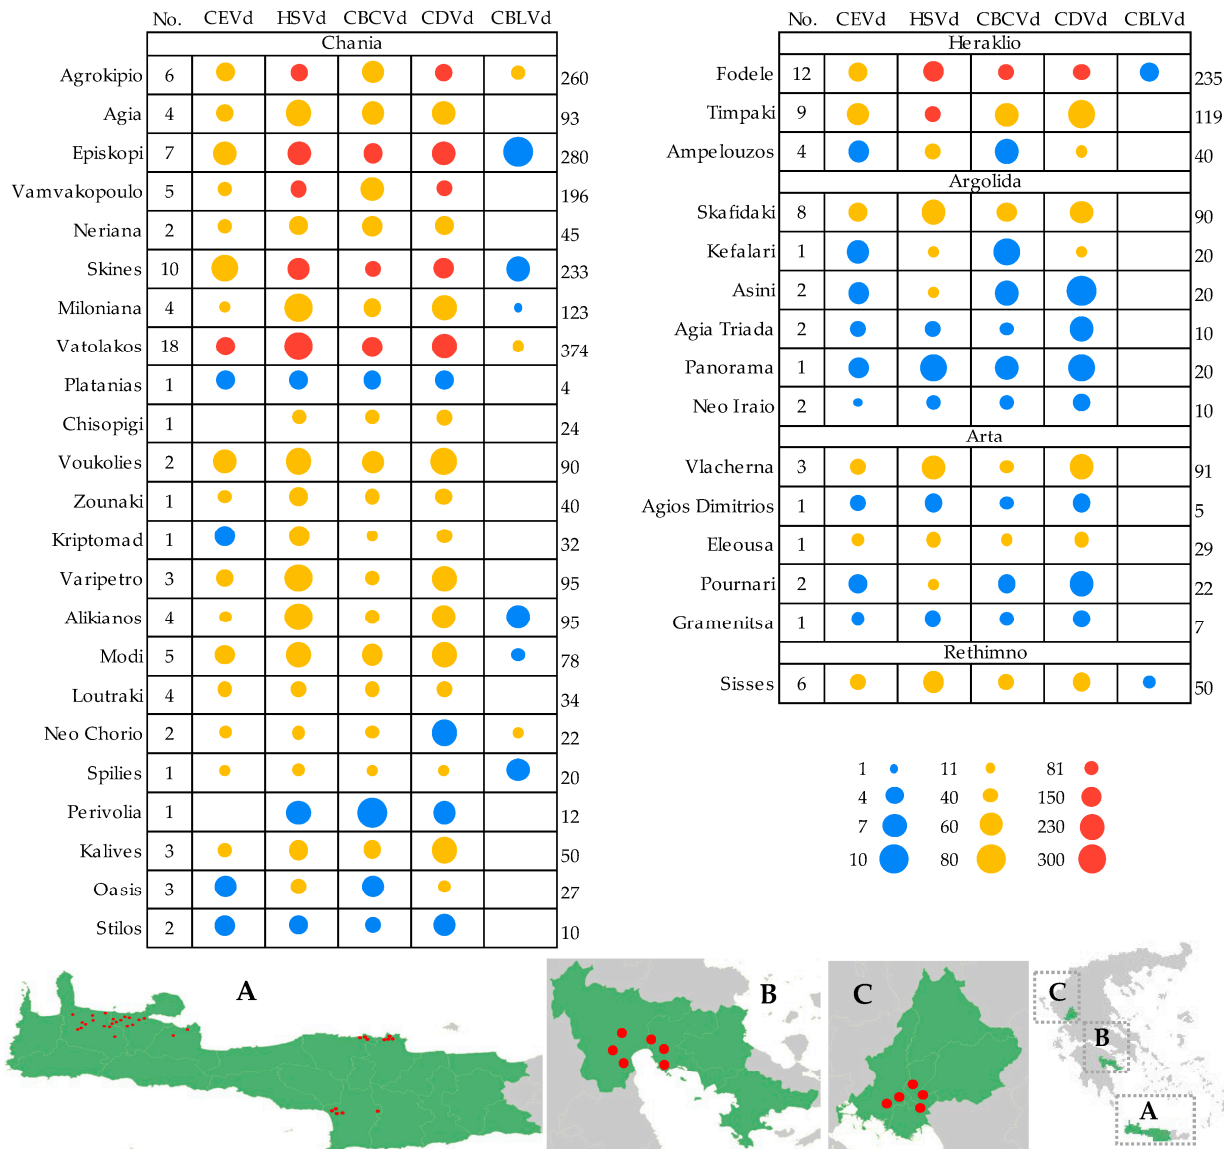 No. CEVd HSVd CBCVd CDVd CBLVd
Chania
Agrokipio 6 260
Agia 4 93
Episkopi 7 280
Vamvakopoulo 5 196
Neriana 2 45
Skines 10 233
Miloniana 4 123
Vatolakos 18 374
Platanias 1 4
Chisopigi 1 24
Voukolies 2 90
Zounaki 1 40
Kriptomad 1 32
Varipetro 3 95
Alikianos 4 95
Modi 5 78
Loutraki 4 34
Neo Chorio 2 22
Spilies 1 20
Perivolia 1 12
Kalives 3 50
Oasis 3 27
Stilos 2 10
No. CEVd HSVd CBCVd CDVd CBLVd
Heraklio
Fodele 12 235
Timpaki 9 119
Ampelouzos 4 40
Argolida
Skafidaki 8 90
Kefalari 1 20
Asini 2 20
Agia Triada 2 10
Panorama 1 20
Neo Iraio 2 10
Arta
Vlacherna 3 91
Agios Dimitrios 1 5
Eleousa 1 29
Pournari 2 22
Gramenitsa 1 7
Rethimno
Sisses 6 50
1 11 81
4 40 150
7 60 230
10 80 300
A
B
C
C
B
A